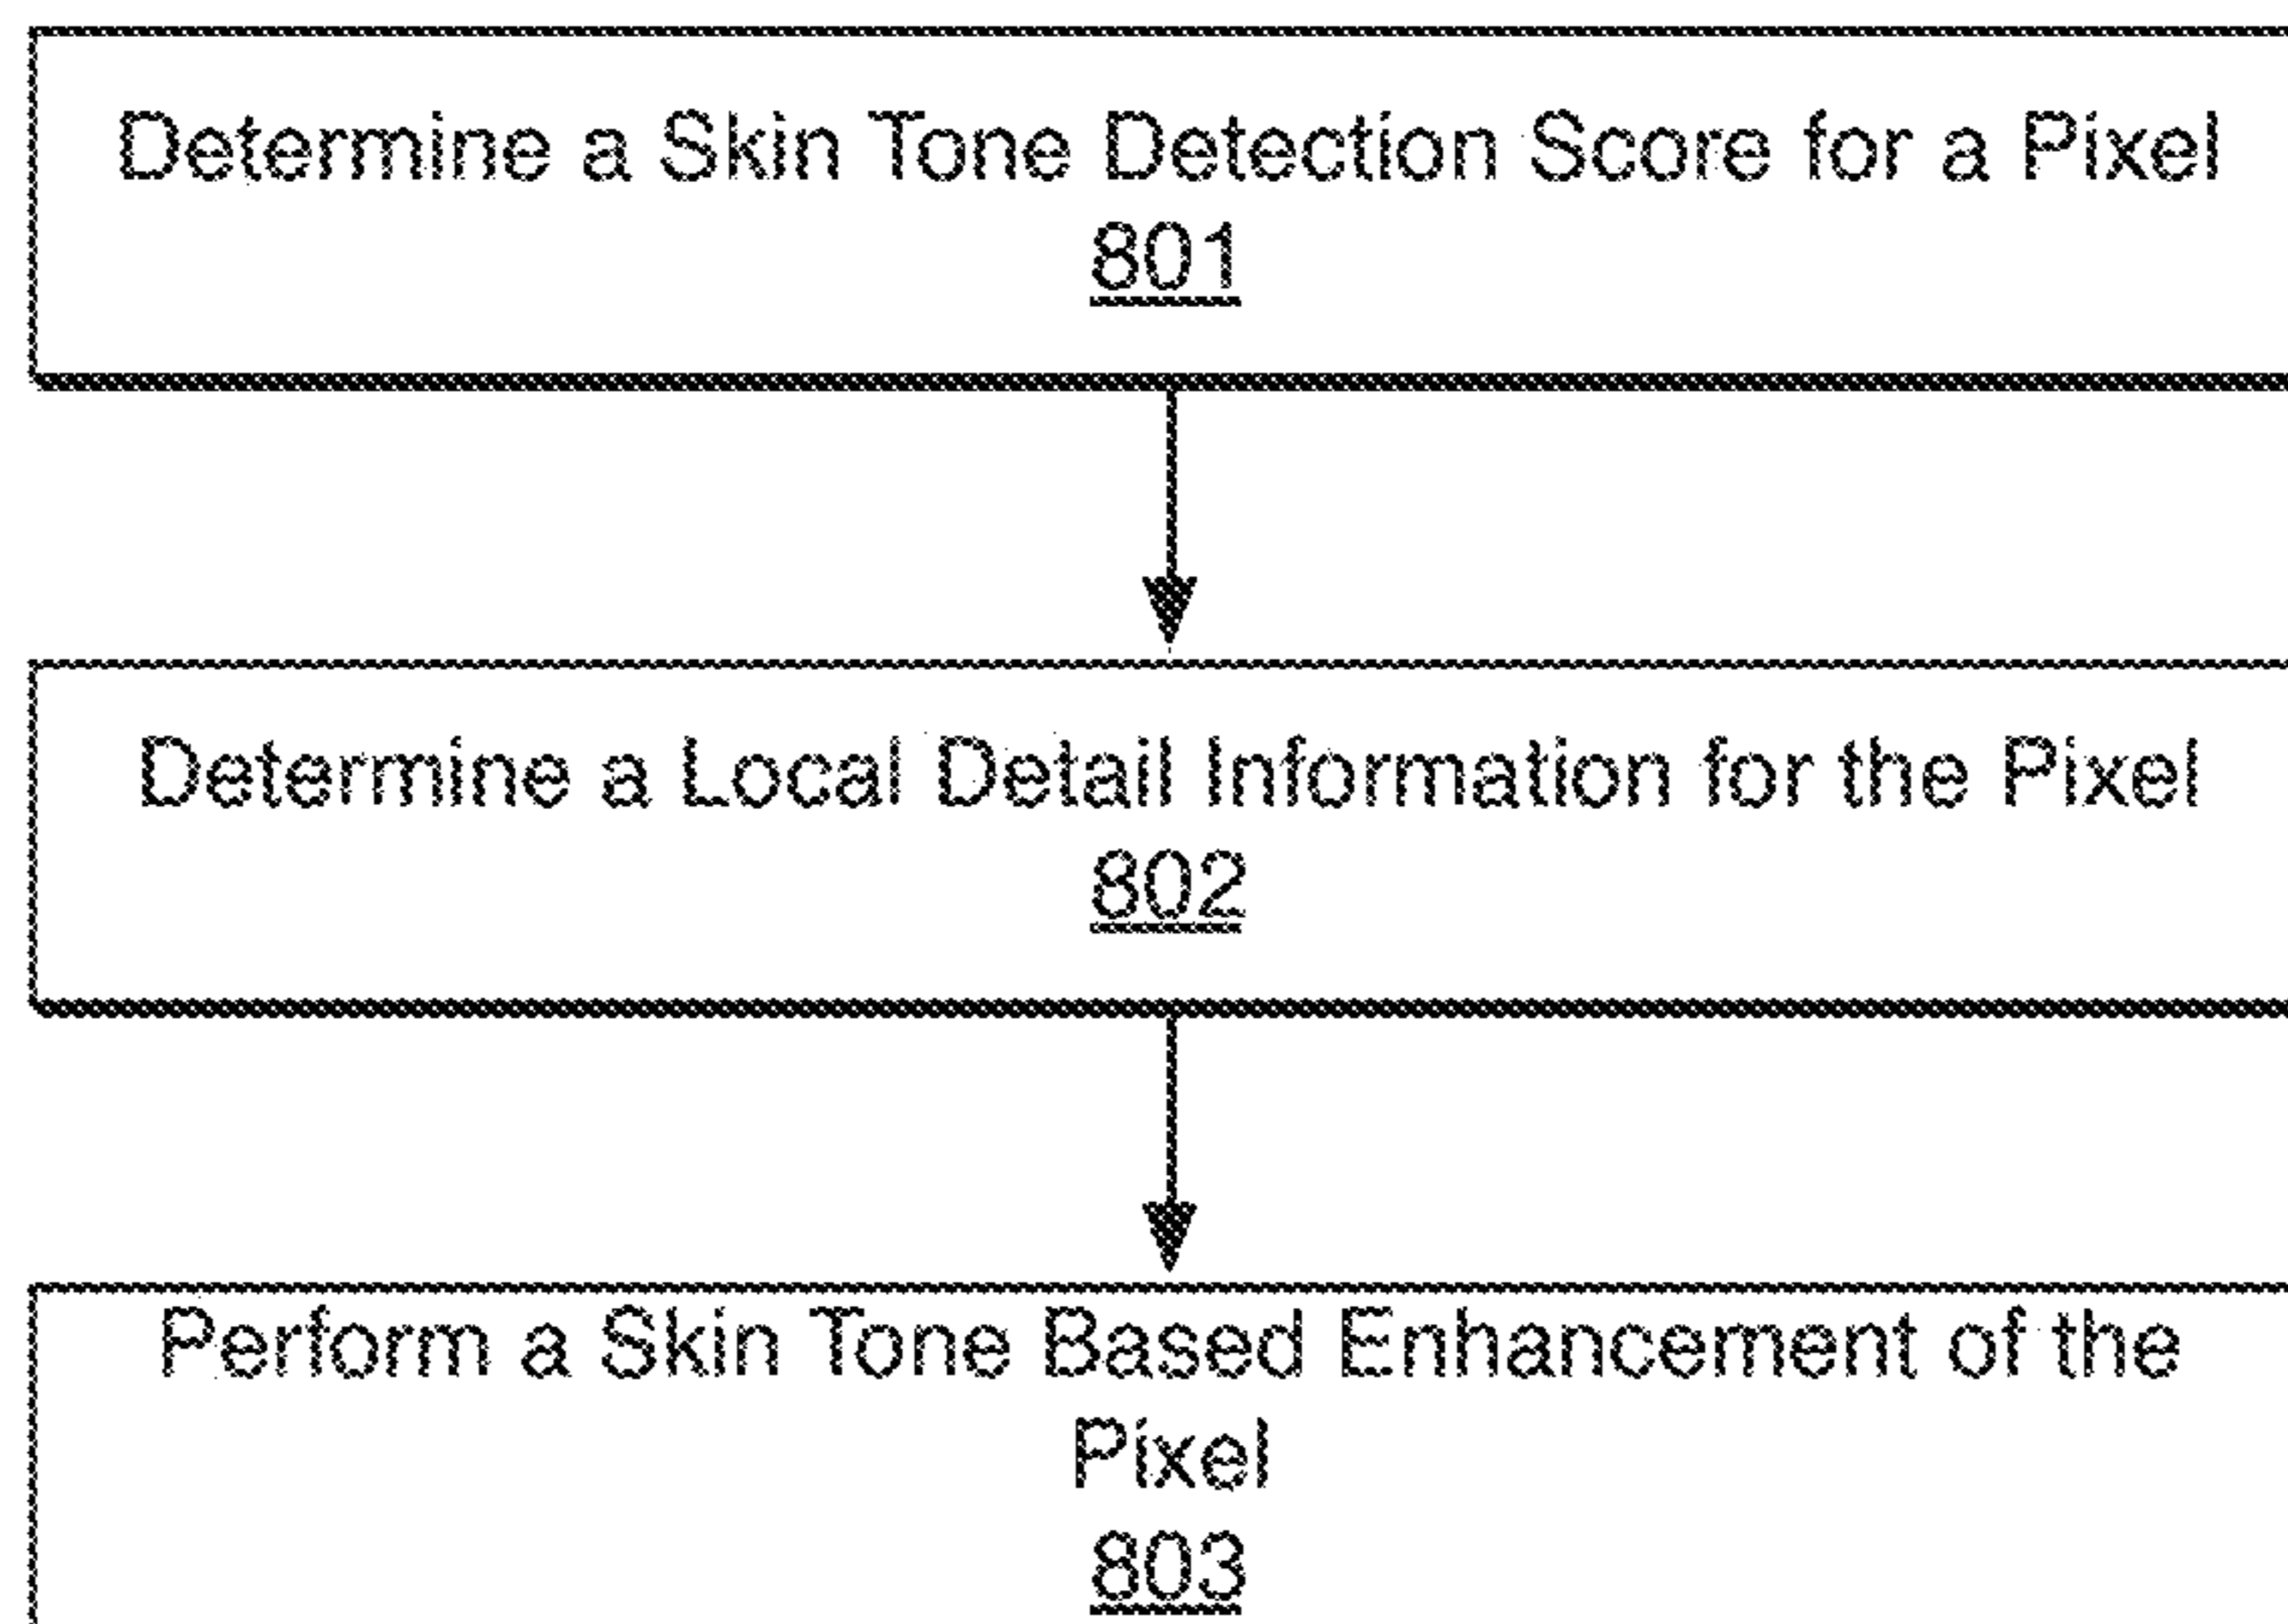 Determine a Skin Tone Detection Score for a Pixel
801
Determine a Local Detail Information for the Pixel
802
Perform a Skin Tone Based Enhancement of the
Pixel
803